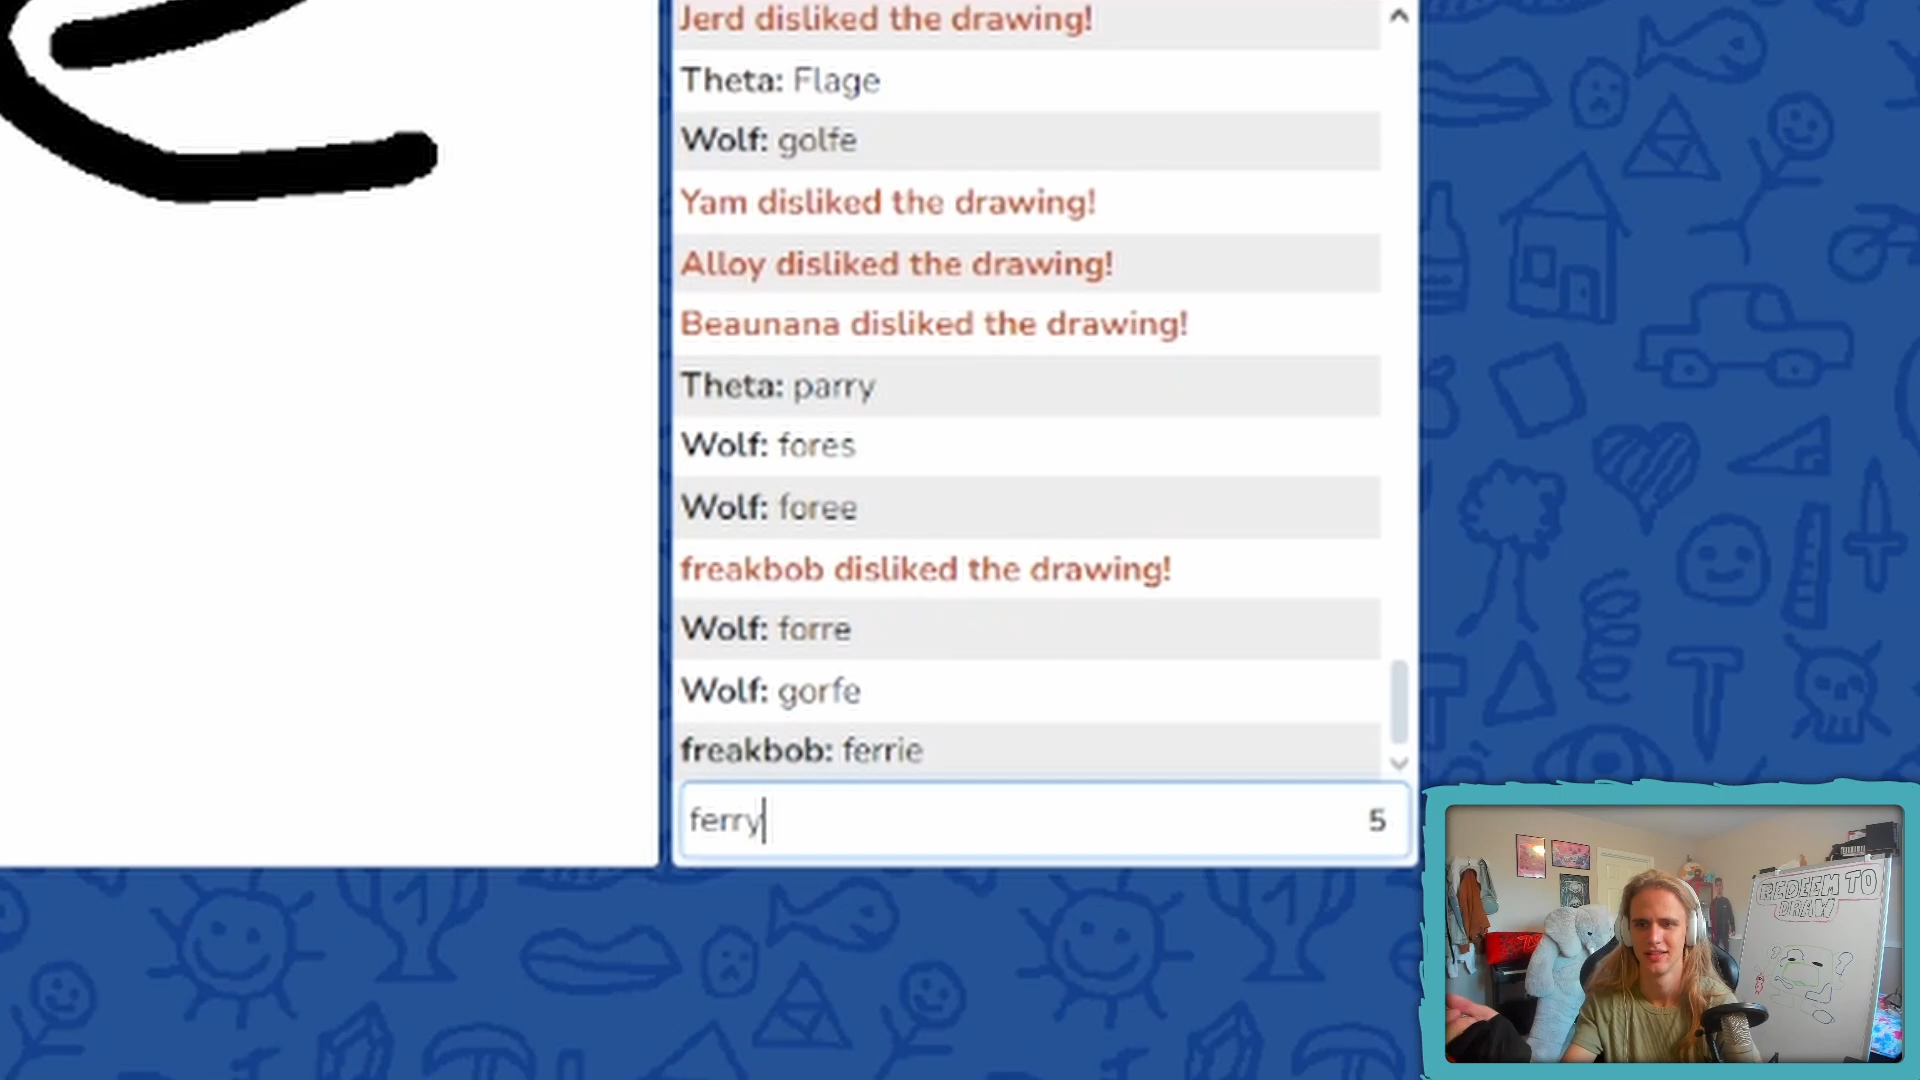 Jerd disliked the drawing!
Theta: Flage
Wolf: golfe
Yam disliked the drawing!
Alloy disliked the drawing!
Beaunana disliked the drawing!
Theta: parry
Wolf: fores
Wolf: foree
freakbob disliked the drawing!
Wolf: forre
Wolf: gorfe
freakbob: ferrie
ferry 5
REDEEM TO
DRAW